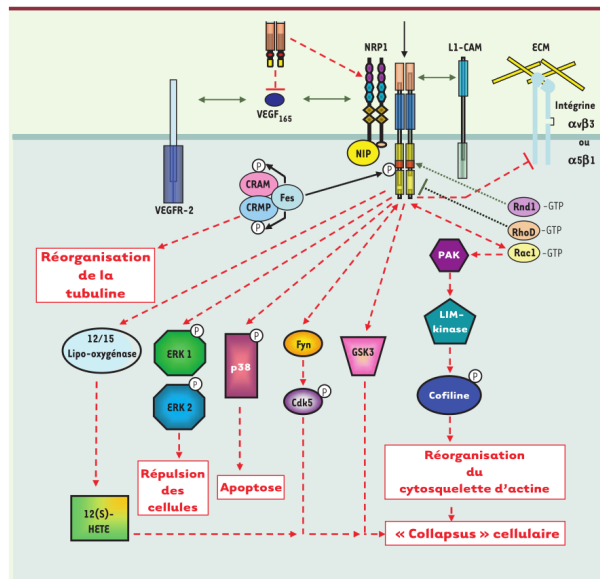 NRP1
L1-CAM
ECM
VEGF165
Intégrine
αvβ3
ou
α5β1
NIP
VEGFR-2
P
CRAM
CRMP
Fes
P
P
Rnd1 -GTP
RhoD -GTP
Rac1 -GTP
PAK
Réorganisation
de la
tubuline
12/15
Lipo-oxygénase
P
ERK 1
P
ERK 2
P
p38
Fyn
P
Cdk5
GSK3
LIM-
kinase
P
Cofiline
Répulsion
des
cellules
Apoptose
Réorganisation
du
cytosquelette d'actine
12(S)-
HETE
« Collapsus » cellulaire